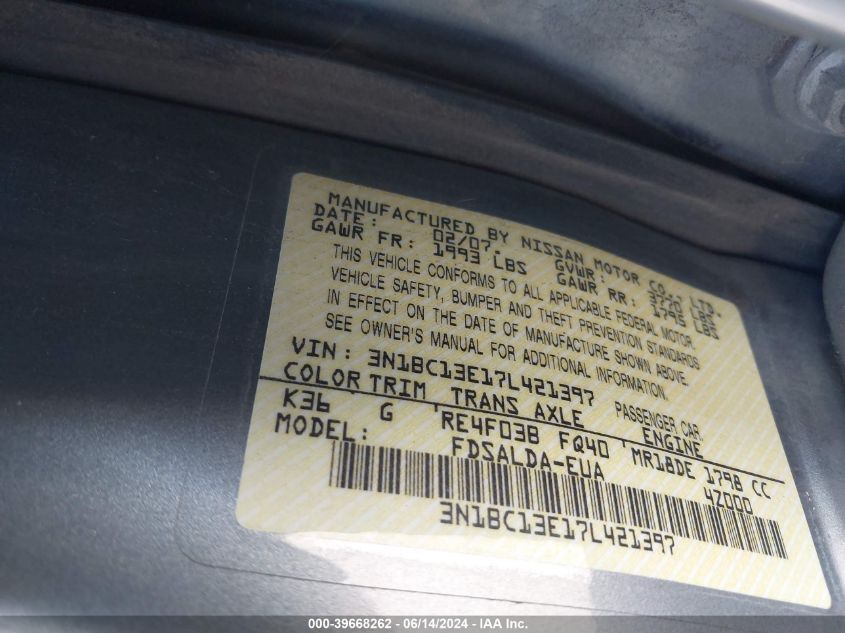 MANUFACTURED BY NISSAN MOTOR CO., LTD.
DATE: 02/07 GVWR: LBS
GAWR FR: 1993 LBS GAWR RR: LBS
THIS VEHICLE CONFORMS TO ALL APPLICABLE FEDERAL MOTOR
VEHICLE SAFETY, BUMPER AND THEFT PREVENTION STANDARDS
IN EFFECT ON THE DATE OF MANUFACTURE SHOWN ABOVE.
SEE OWNER'S MANUAL FOR ADDITIONAL INFORMATION.
VIN: 3N1BC13E17L421397 PASSENGER CAR
COLOR TRIM TRANS AXLE ENGINE
K36 G RE4F03B FQ40 MR18DE 1798 CC
MODEL: FDSALDA-EUA 4Z000
3N1BC13E17L421397
000-39668262 - 06/14/2024 - IAA Inc.